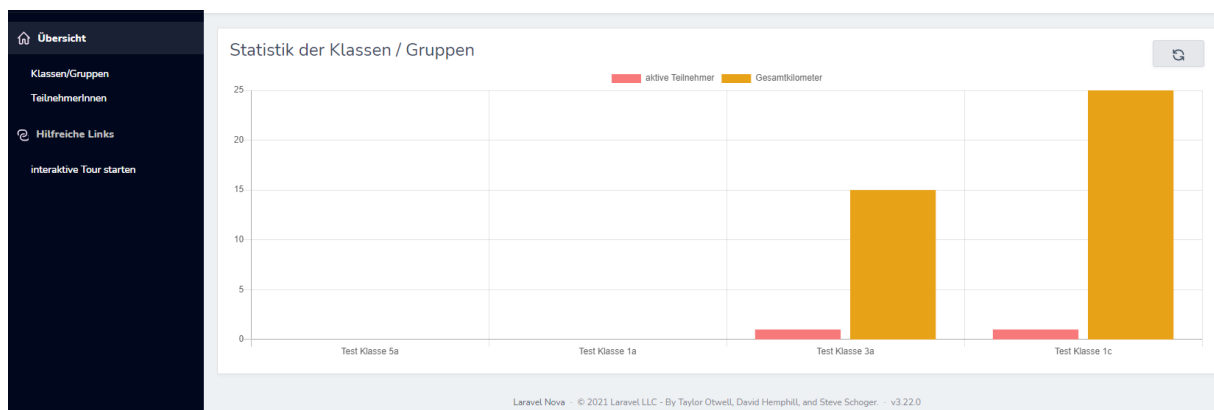 Übersicht
Klassen/Gruppen
TeilnehmerInnen
Hilfreiche Links
interaktive Tour starten
Statistik der Klassen / Gruppen
aktive Teilnehmer Gesamtkilometer
25
20
15
10
5
0
Test Klasse 5a Test Klasse 1a Test Klasse 3a Test Klasse 1c
Laravel Nova · © 2021 Laravel LLC - By Taylor Otwell, David Hemphill, and Steve Schoger. · v3.22.0